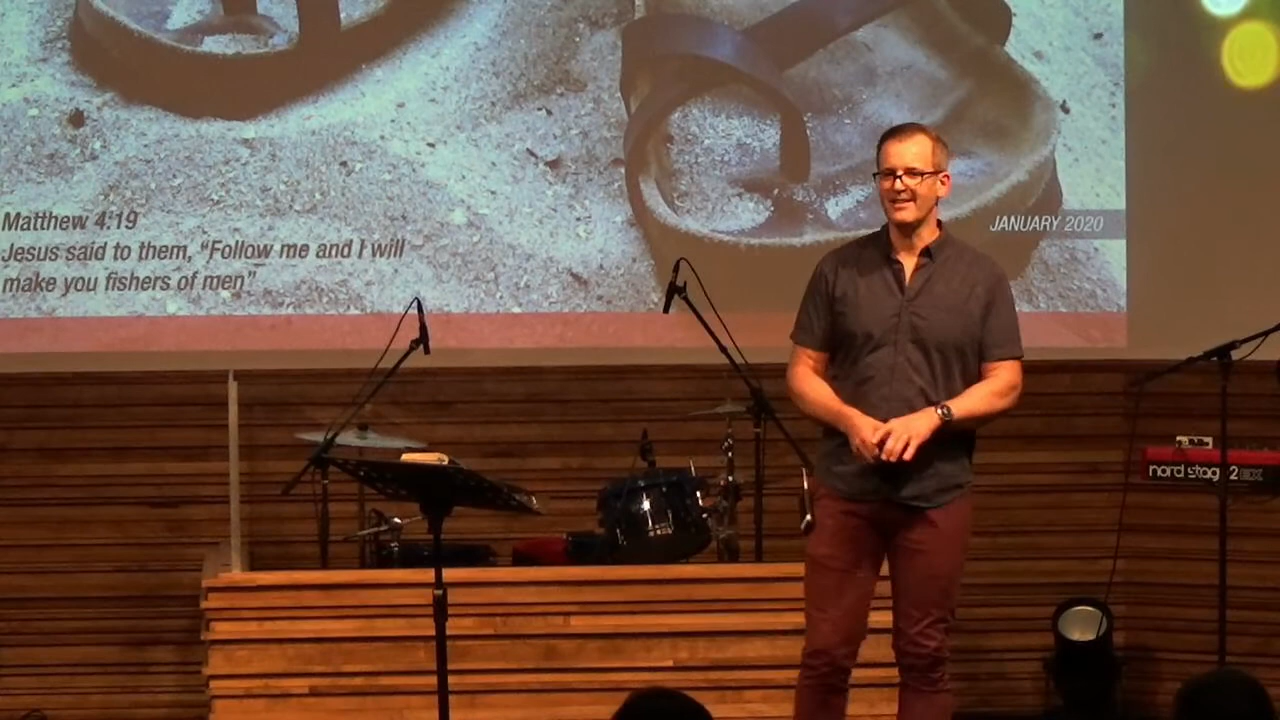 Matthew 4:19
Jesus said to them, “Follow me and I will
make you fishers of men”
JANUARY 2020
nord stage 2 EX